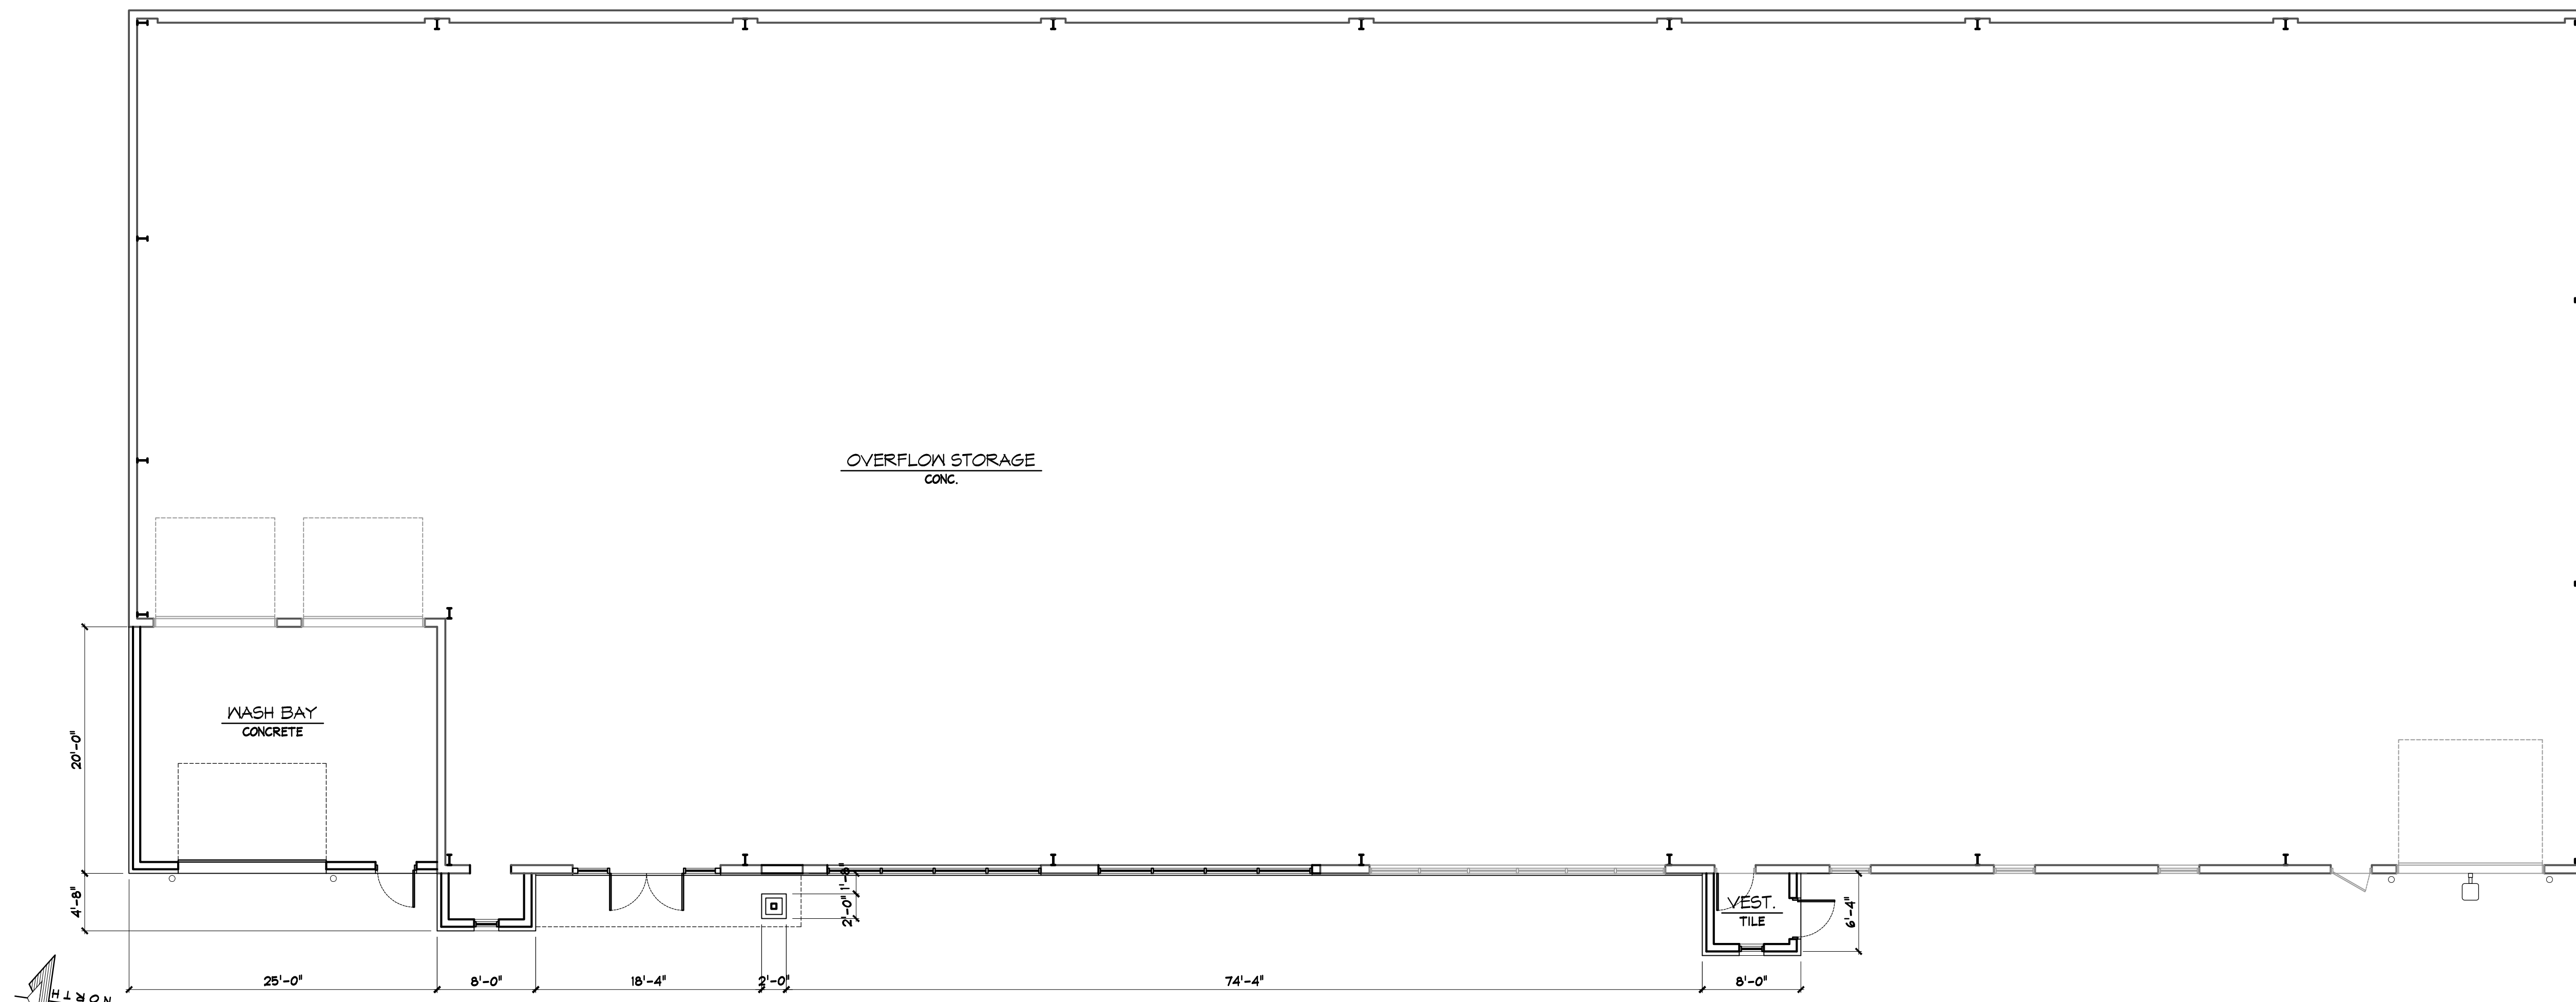 OVERFLOW STORAGE
CONC.
WASH BAY
CONCRETE
20'-0"
4'-8"
1'-8"
2'-0"
VEST.
TILE
6'-4"
25'-0"
8'-0"
18'-4"
2'-0"
74'-4"
8'-0"
NORTH